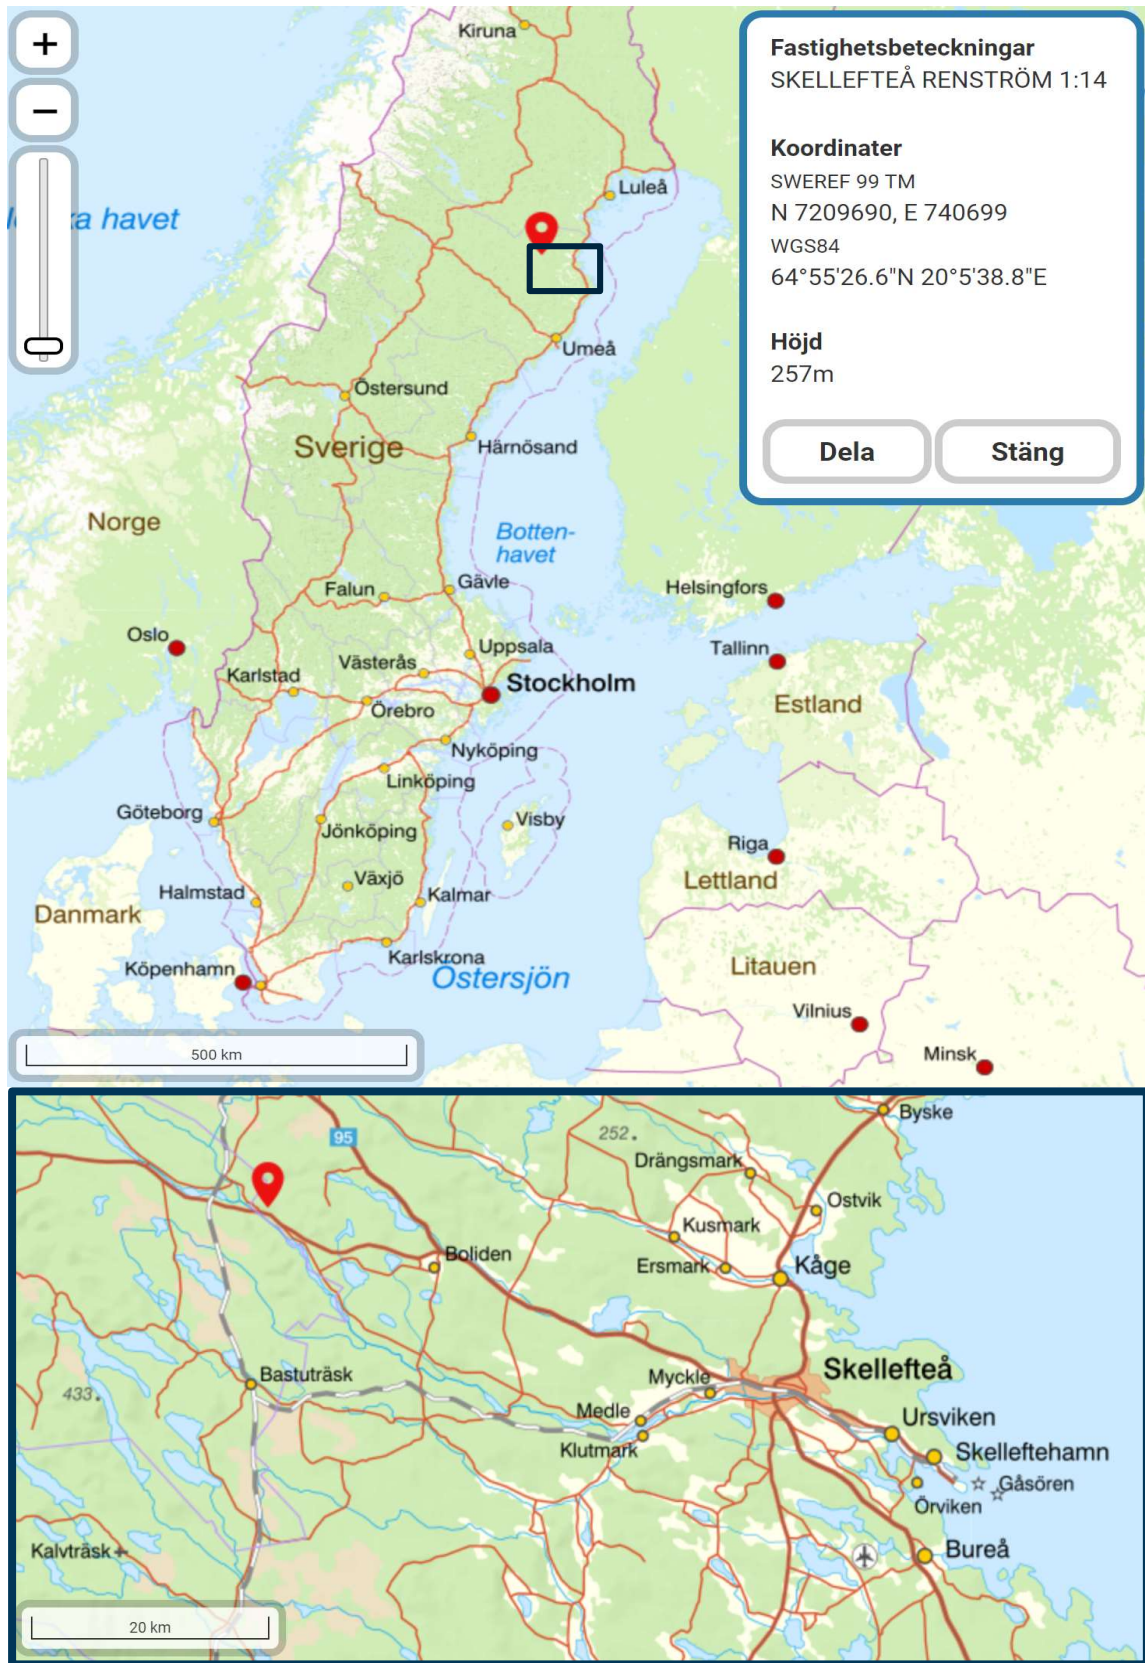 Kiruna
+
−
Fastighetsbeteckningar
SKELLEFTEÅ RENSTRÖM 1:14
Koordinater
SWEREF 99 TM
N 7209690, E 740699
WGS84
64°55'26.6"N 20°5'38.8"E
Höjd
257m
Dela
Stäng
ka havet
Luleå
Umeå
Östersund
Sverige
Härnösand
Norge
Botten-
havet
Falun
Gävle
Helsingfors
Oslo
Uppsala
Tallinn
Västerås
Karlstad
Stockholm
Örebro
Estland
Nyköping
Linköping
Göteborg
Jönköping
Visby
Riga
Växjö
Lettland
Halmstad
Kalmar
Danmark
Karlskrona
Litauen
Köpenhamn
Östersjön
Vilnius
Minsk
500 km
Byske
95
252.
Drängsmark
Ostvik
Kusmark
Boliden
Ersmark
Kåge
Bastuträsk
Myckle
Skellefteå
433.
Medle
Ursviken
Klutmark
Skelleftehamn
Gåsören
Örviken
Kalvträsk
Bureå
20 km